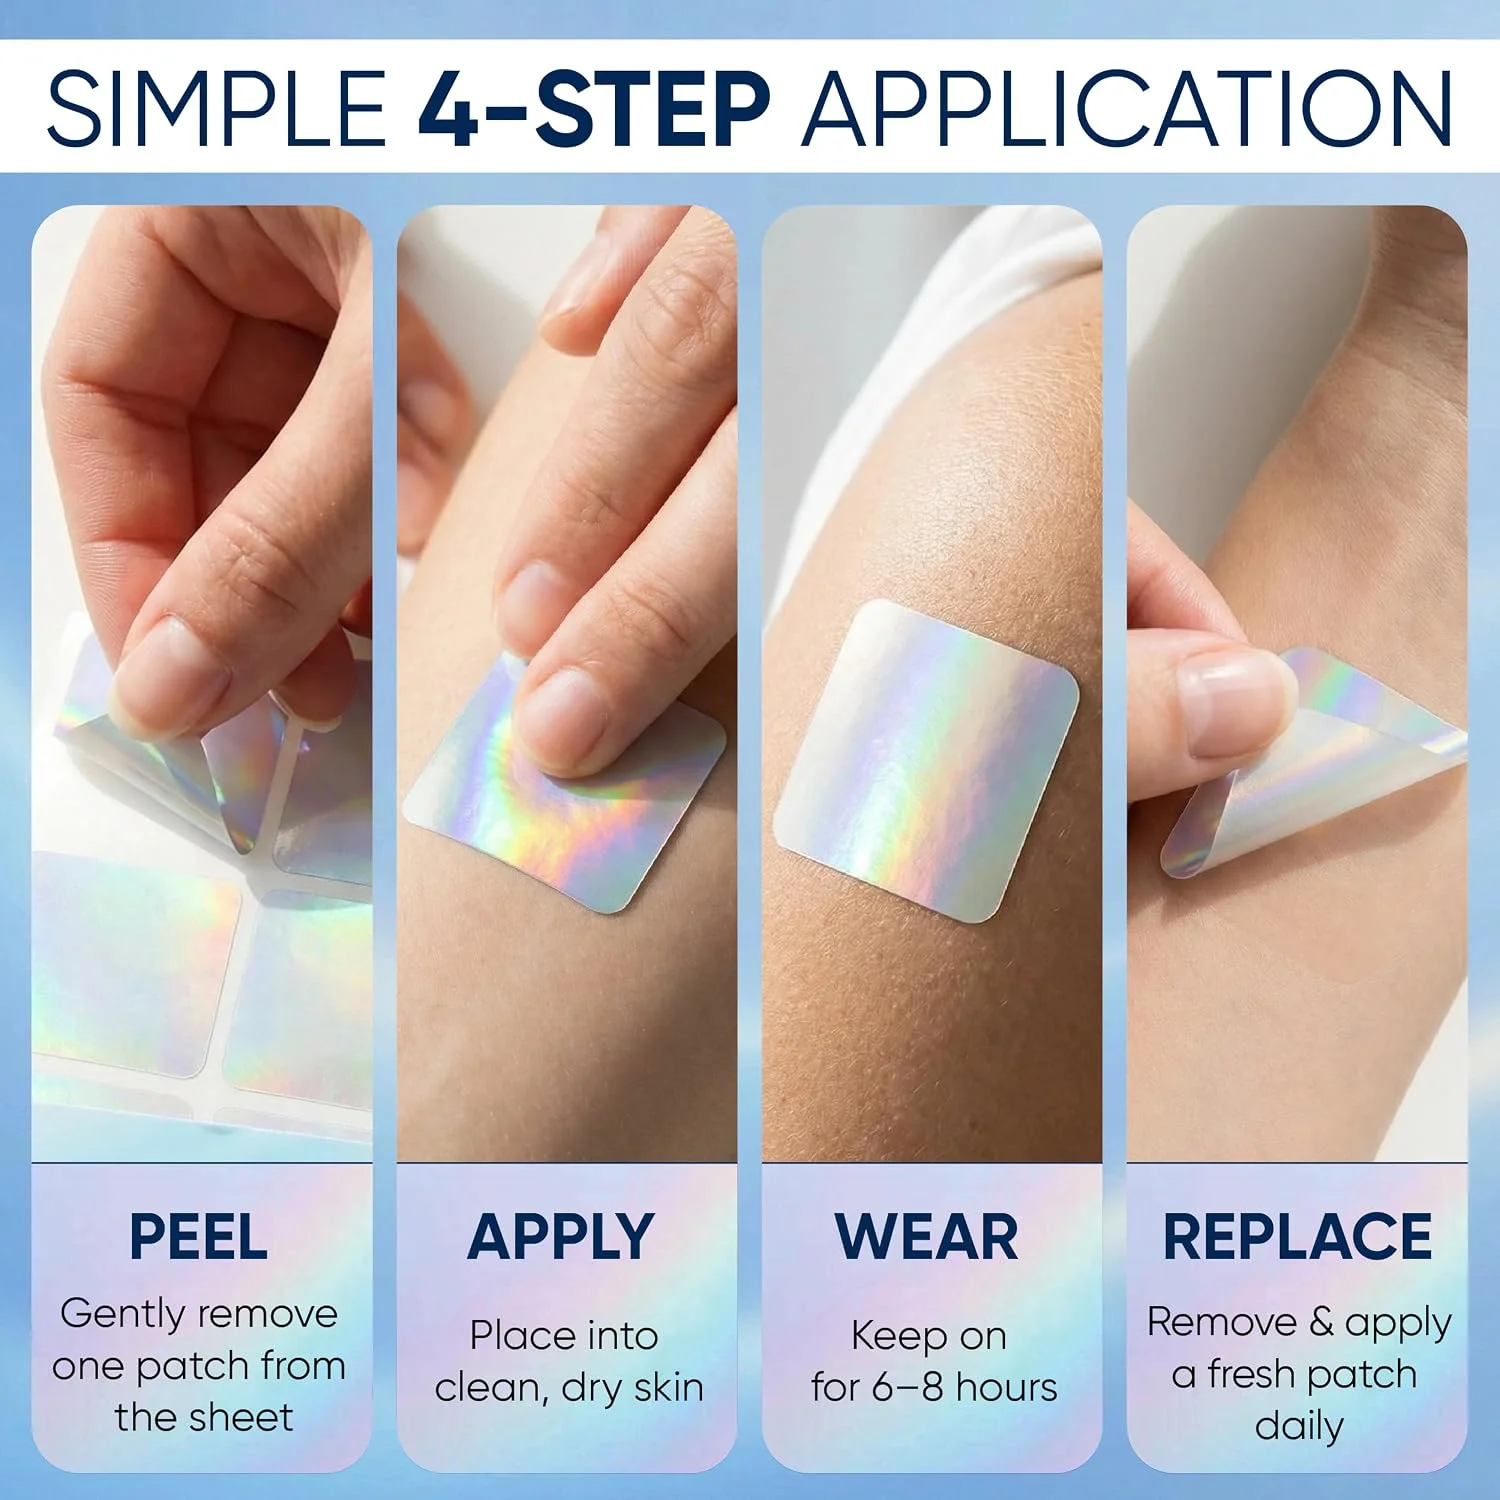 SIMPLE 4-STEP APPLICATION
PEEL
Gently remove
one patch from
the sheet
APPLY
Place into
clean, dry skin
WEAR
Keep on
for 6–8 hours
REPLACE
Remove & apply
a fresh patch
daily